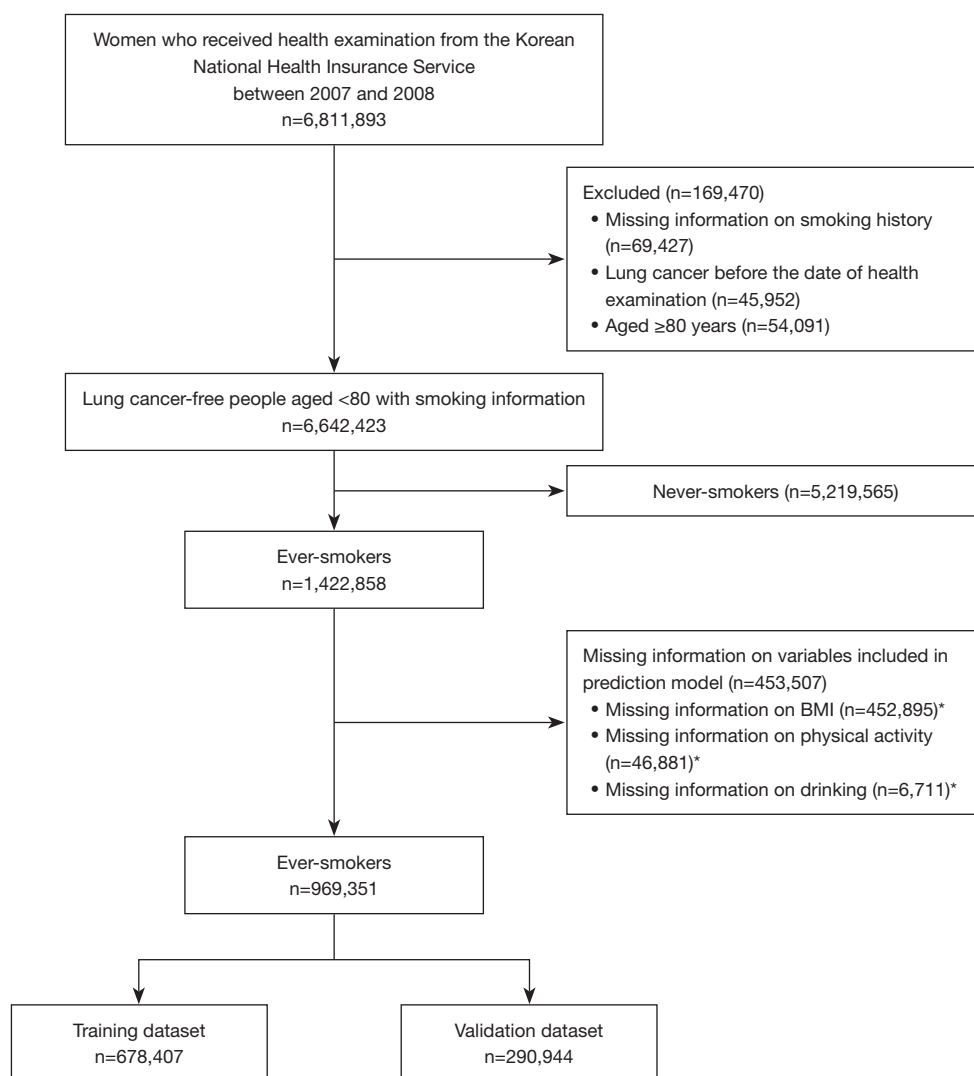 Women who received health examination from the Korean
National Health Insurance Service
between 2007 and 2008
n=6,811,893
Excluded (n=169,470)
• Missing information on smoking history
(n=69,427)
• Lung cancer before the date of health
examination (n=45,952)
• Aged ≥80 years (n=54,091)
Lung cancer-free people aged <80 with smoking information
n=6,642,423
Never-smokers (n=5,219,565)
Ever-smokers
n=1,422,858
Missing information on variables included in
prediction model (n=453,507)
• Missing information on BMI (n=452,895)*
• Missing information on physical activity
(n=46,881)*
• Missing information on drinking (n=6,711)*
Ever-smokers
n=969,351
Training dataset
n=678,407
Validation dataset
n=290,944